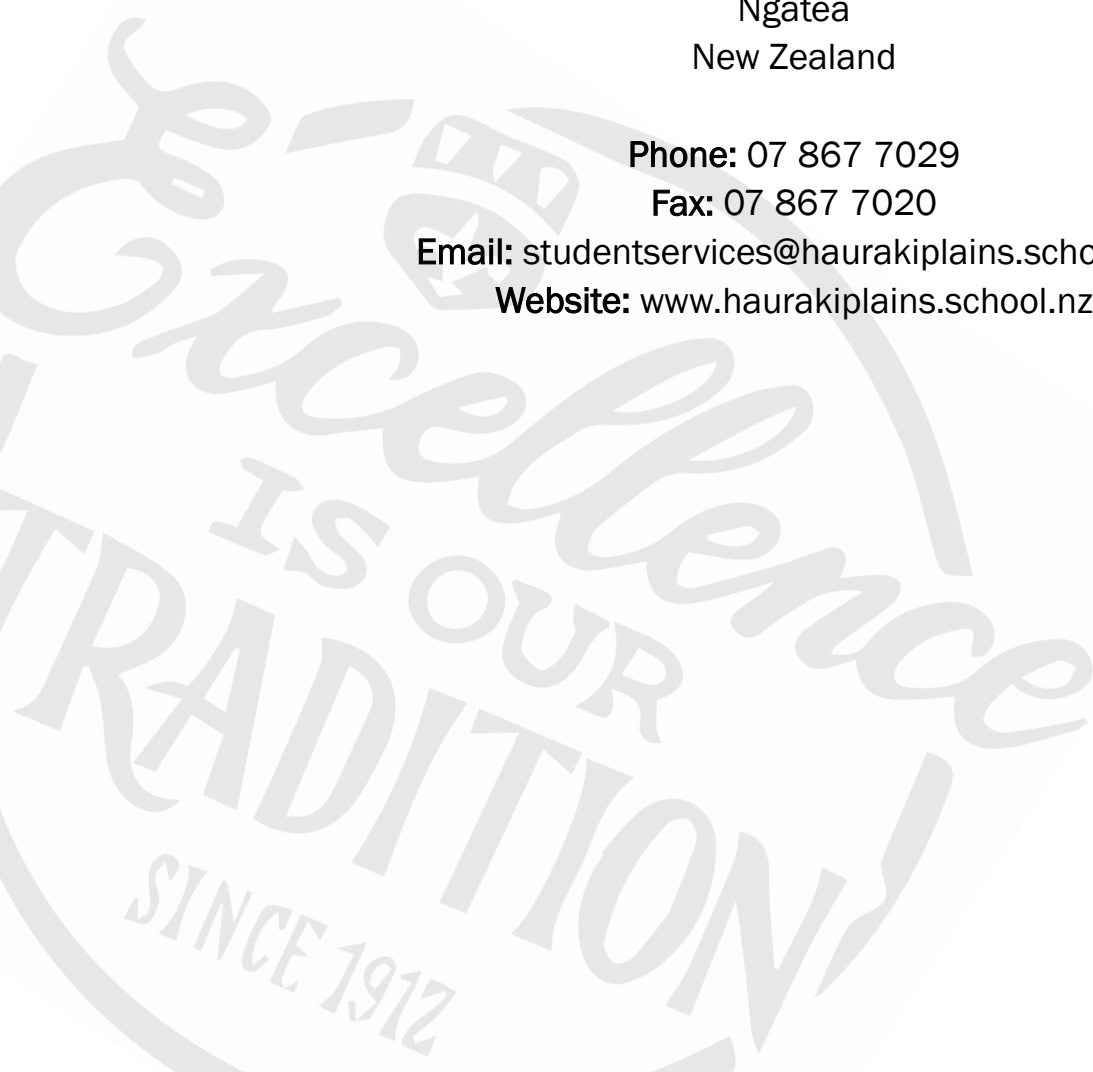 Ngatea
New Zealand
Phone: 07 867 7029
Fax: 07 867 7020
Email: studentservices@haurakiplains.scho
Website: www.haurakiplains.school.nz
Excellence
IS OUR
TRADITION
SINCE 1912